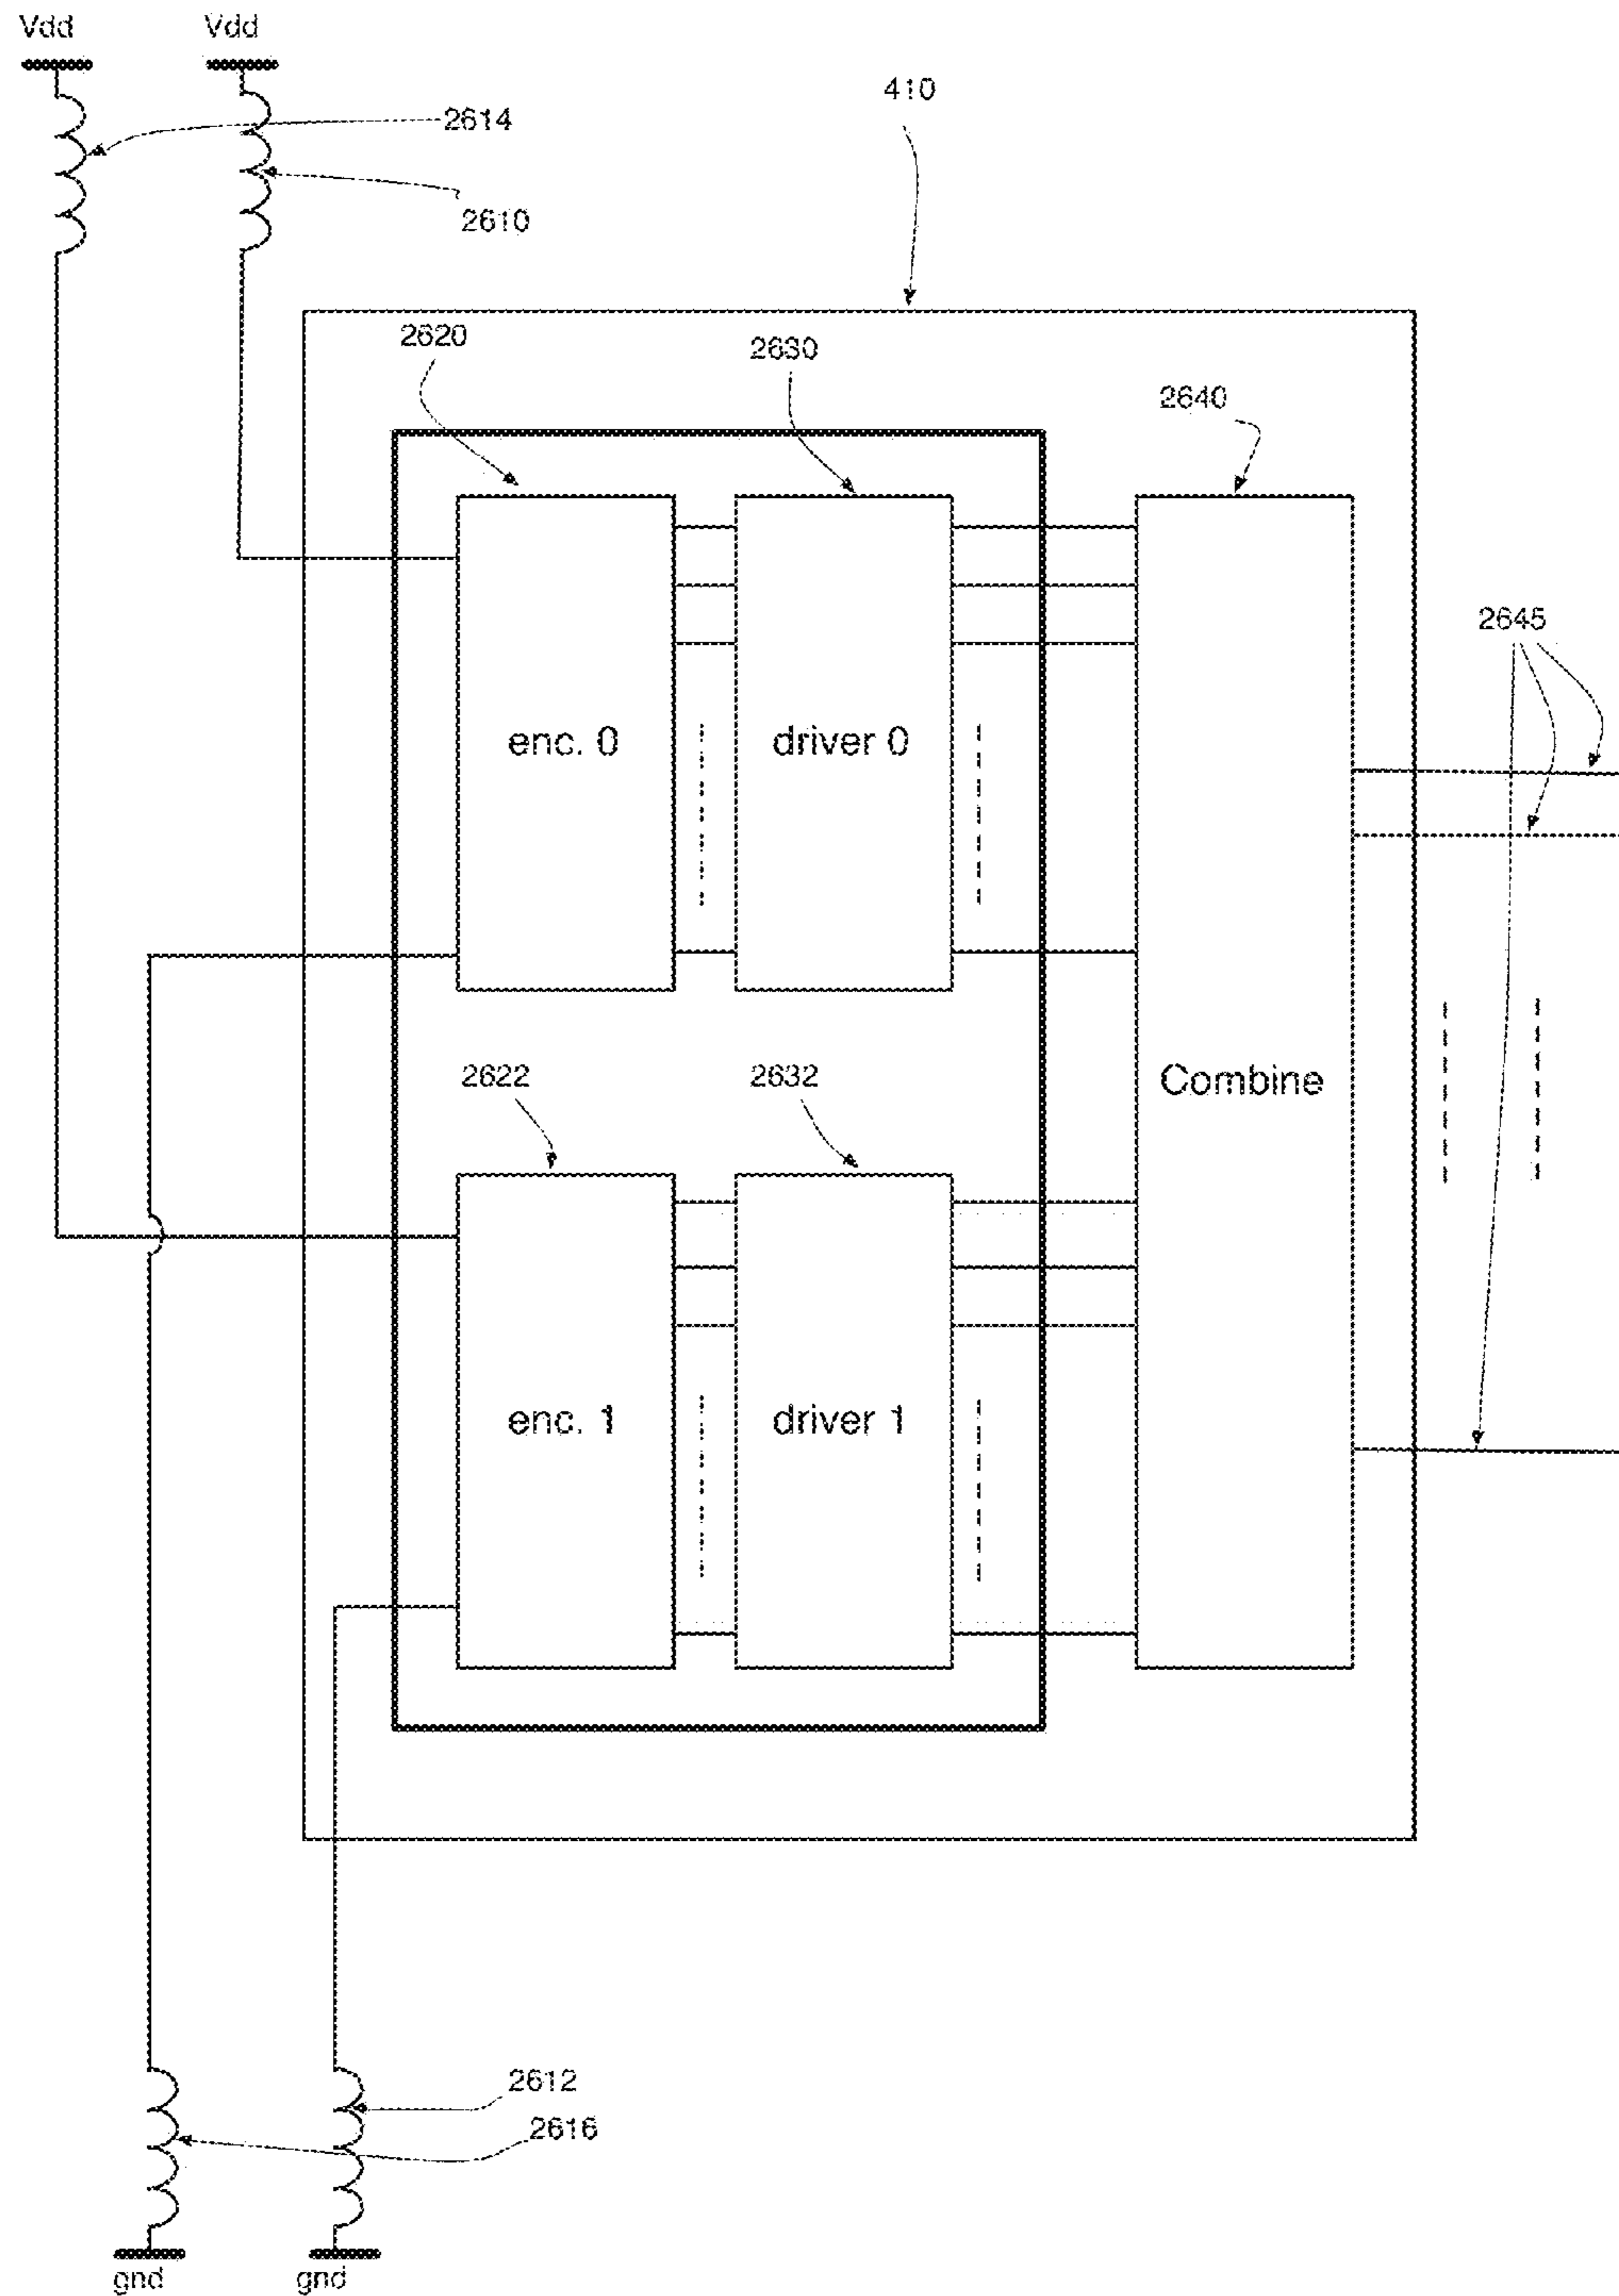 Vdd
Vdd
410
2614
2610
2620
2630
2640
2645
enc. 0
driver 0
2622
2632
Combine
enc. 1
driver 1
2612
2616
gnd
gnd